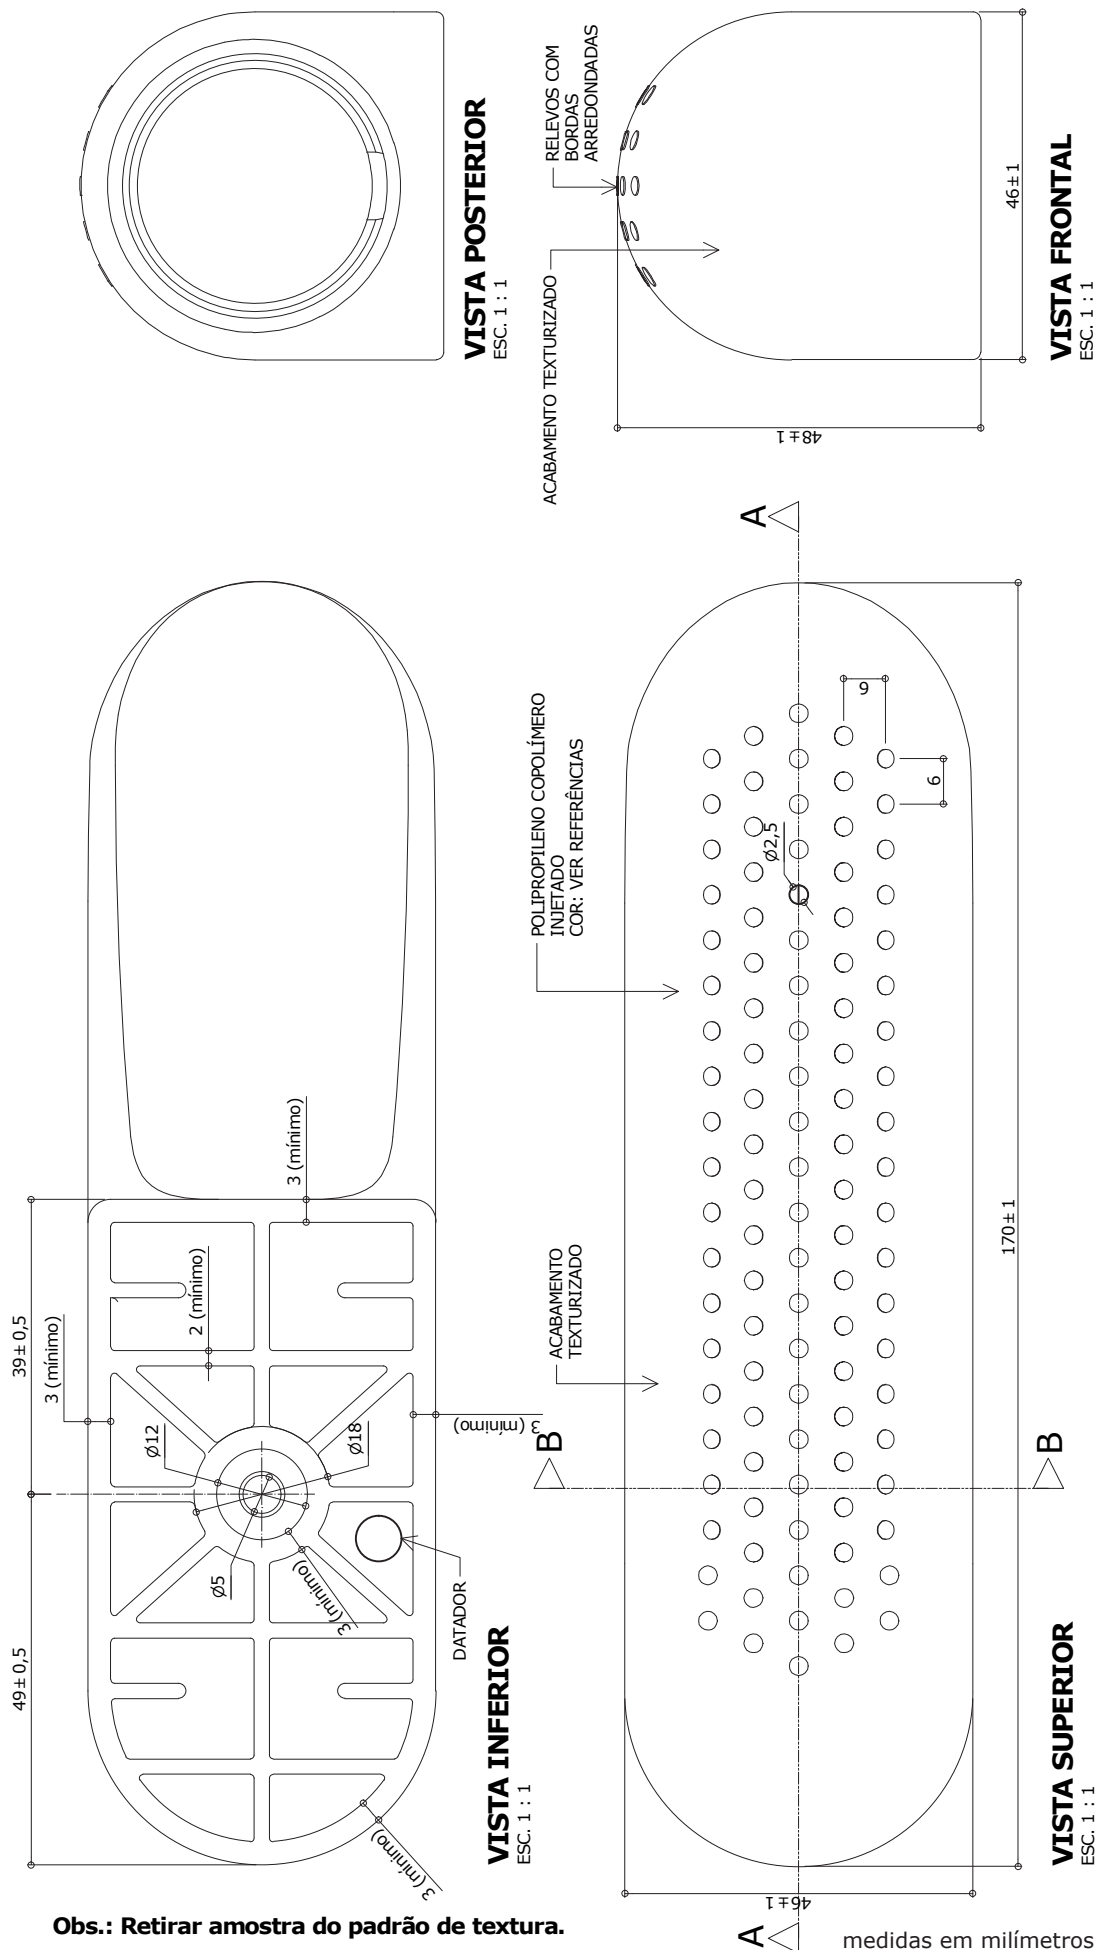 VISTA POSTERIOR
ESC. 1 : 1
RELEVOS COM
BORDAS
ARREDONDADAS
ACABAMENTO TEXTURIZADO
46±1
48±1
VISTA FRONTAL
ESC. 1 : 1
39±0,5
49±0,5
3 (mínimo)
3 (mínimo)
2 (mínimo)
Ø12
Ø18
3 (mínimo)
Ø5
3 (mínimo)
DATADOR
3 (mínimo)
VISTA INFERIOR
ESC. 1 : 1
A
POLIPROPILENO COPOLÍMERO
INJETADO
COR: VER REFERÊNCIAS
6
6
Ø2,5
ACABAMENTO
TEXTURIZADO
170±1
B
B
46±1
A
VISTA SUPERIOR
ESC. 1 : 1
Obs.: Retirar amostra do padrão de textura.
medidas em milímetros